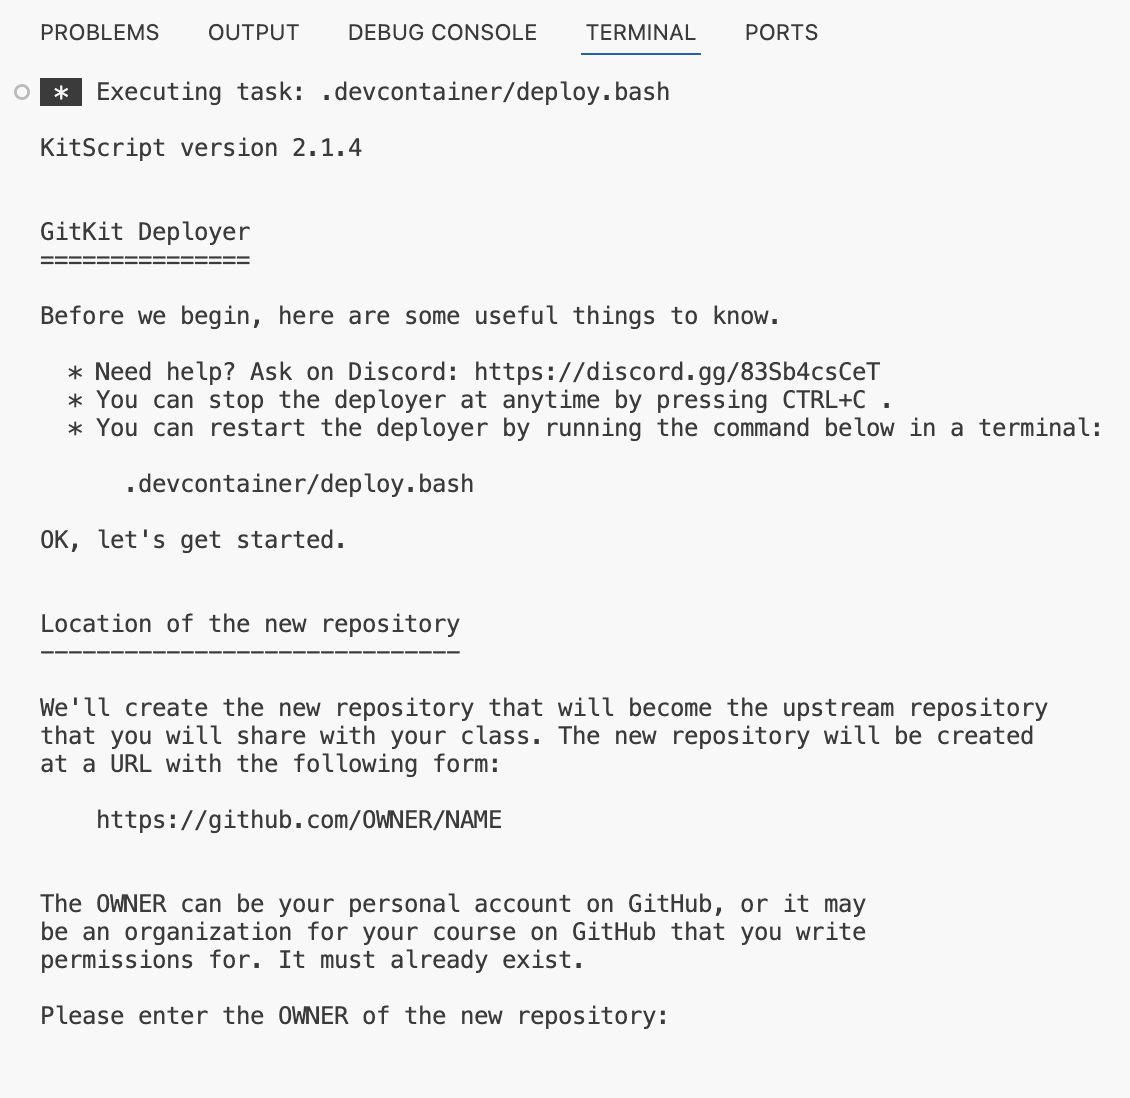 PROBLEMS OUTPUT DEBUG CONSOLE TERMINAL PORTS
* Executing task: .devcontainer/deploy.bash
KitScript version 2.1.4
GitKit Deployer
===============
Before we begin, here are some useful things to know.
* Need help? Ask on Discord: https://discord.gg/83Sb4csCeT
* You can stop the deployer at anytime by pressing CTRL+C .
* You can restart the deployer by running the command below in a terminal:
.devcontainer/deploy.bash
OK, let's get started.
Location of the new repository
------------------------------
We'll create the new repository that will become the upstream repository
that you will share with your class. The new repository will be created
at a URL with the following form:
https://github.com/OWNER/NAME
The OWNER can be your personal account on GitHub, or it may
be an organization for your course on GitHub that you write
permissions for. It must already exist.
Please enter the OWNER of the new repository: